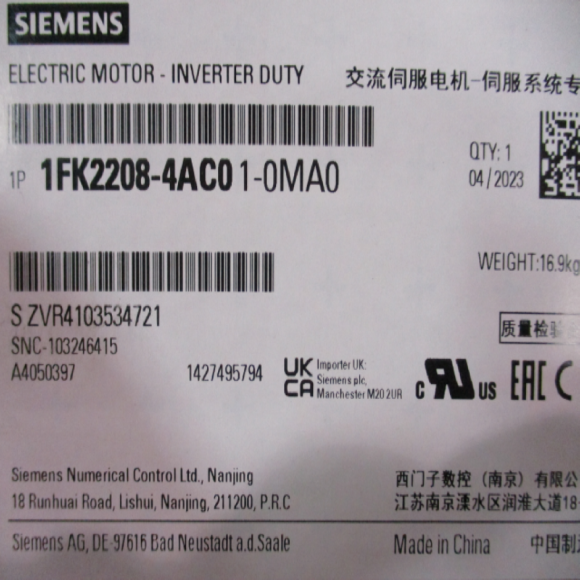 SIEMENS
ELECTRIC MOTOR - INVERTER DUTY 交流伺服电机-伺服系统专
1P 1FK2208-4AC01-0MA0
QTY: 1
04/2023
WEIGHT:16.9kg
S ZVR4103534721
SNC-103246415
A4050397 1427495794
质量检验
UK CA
Importer UK:
Siemens plc,
Manchester M20 2UR
c RU US EAC C
Siemens Numerical Control Ltd., Nanjing
18 Runhuai Road, Lishui, Nanjing, 211200, P.R.C
西门子数控 (南京) 有限公
江苏南京溧水区润淮大道18
Siemens AG, DE-97616 Bad Neustadt a.d.Saale
Made in China 中国制造